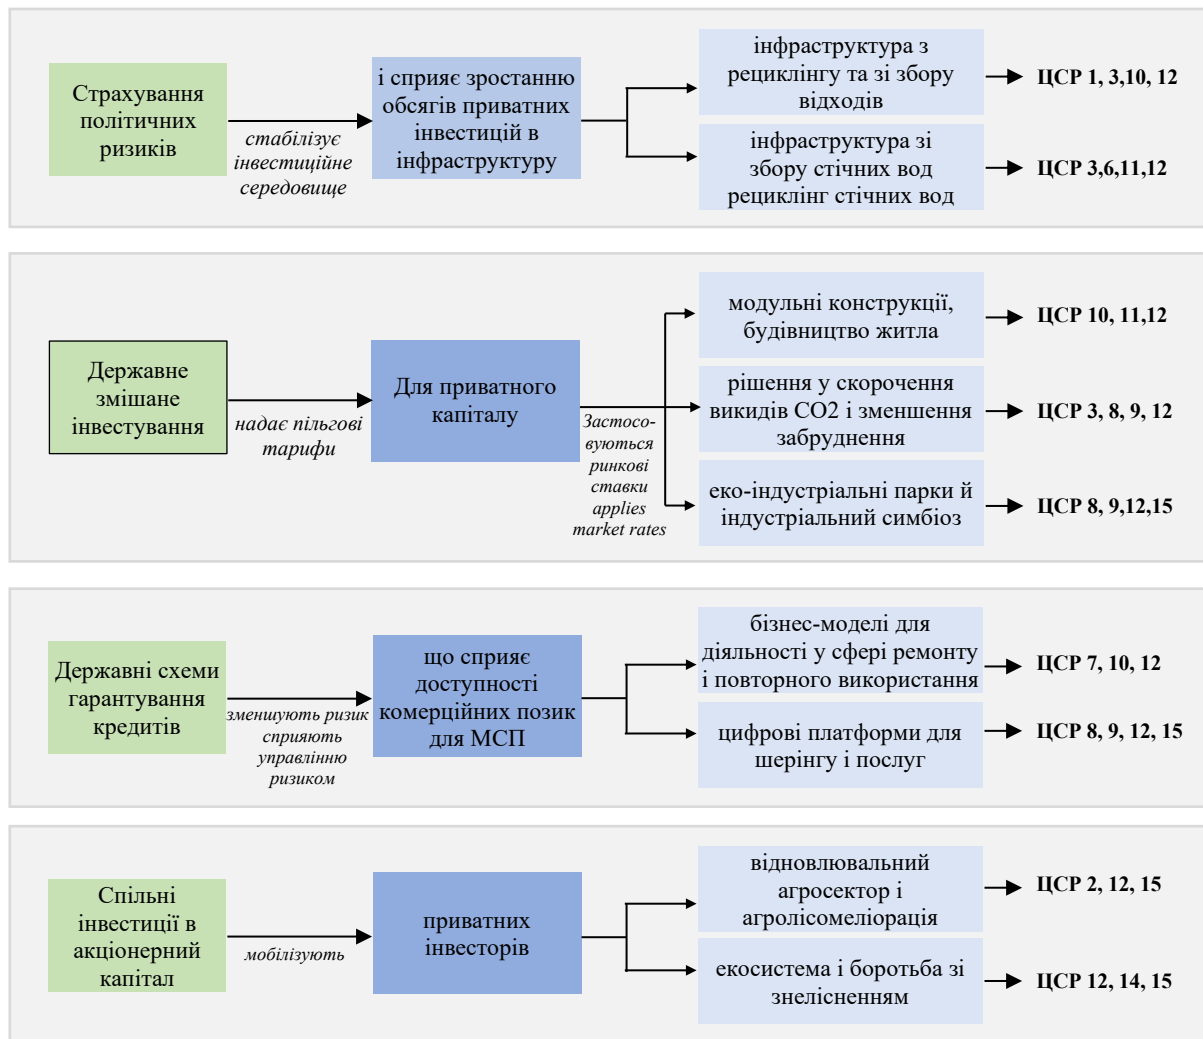 Страхування
політичних
ризиків
стабілізує
інвестиційне
середовище
і сприяє зростанню
обсягів приватних
інвестицій в
інфраструктуру
інфраструктура з
рециклінгу та зі збору
відходів
ЦСР 1, 3,10, 12
інфраструктура зі
збору стічних вод
рециклінг стічних вод
ЦСР 3,6,11,12
Державне
змішане
інвестування
надає пільгові
тарифи
Для приватного
капіталу
Застосо-
вуються
ринкові
ставки
applies
market rates
модульні конструкції,
будівництво житла
ЦСР 10, 11,12
рішення у скорочення
викидів СО2 і зменшення
забруднення
ЦСР 3, 8, 9, 12
еко-індустріальні парки й
індустріальний симбіоз
ЦСР 8, 9,12,15
Державні схеми
гарантування
кредитів
зменшують ризик
сприяють
управлінню
ризиком
що сприяє
доступності
комерційних позик
для МСП
бізнес-моделі для
діяльності у сфері ремонту
і повторного використання
ЦСР 7, 10, 12
цифрові платформи для
шерінгу і послуг
ЦСР 8, 9, 12, 15
Спільні
інвестиції в
акціонерний
капітал
мобілізують
приватних
інвесторів
відновлювальний
агросектор і
агролісомеліорація
ЦСР 2, 12, 15
екосистема і боротьба зі
знелісненням
ЦСР 12, 14, 15